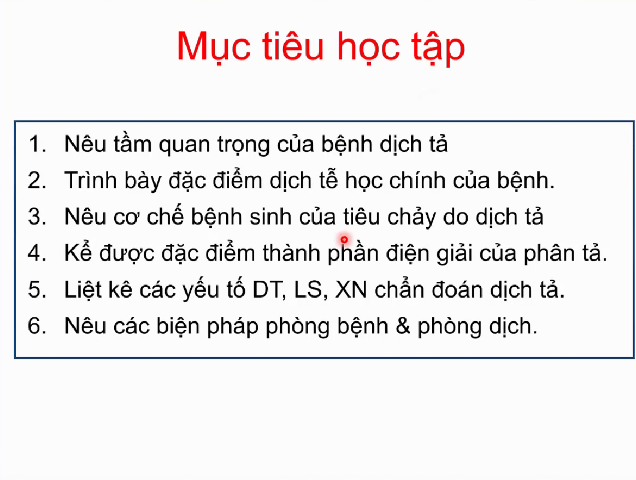 Mục tiêu học tập
1. Nêu tầm quan trọng của bệnh dịch tả
2. Trình bày đặc điểm dịch tễ học chính của bệnh.
3. Nêu cơ chế bệnh sinh của tiêu chảy do dịch tả
4. Kể được đặc điểm thành phần điện giải của phân tả.
5. Liệt kê các yếu tố DT, LS, XN chẩn đoán dịch tả.
6. Nêu các biện pháp phòng bệnh & phòng dịch.